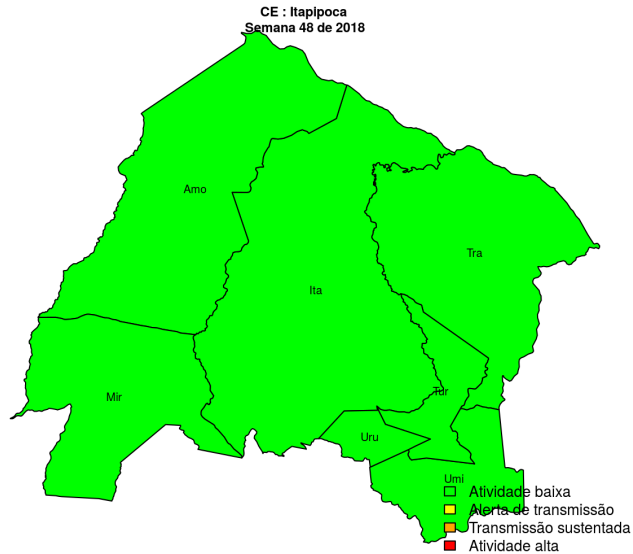 CE : Itapipoca
Semana 48 de 2018
Amo
Tra
Ita
Tur
Mir
Uru
Umi
Atividade baixa
Alerta de transmissão
Transmissão sustentada
Atividade alta